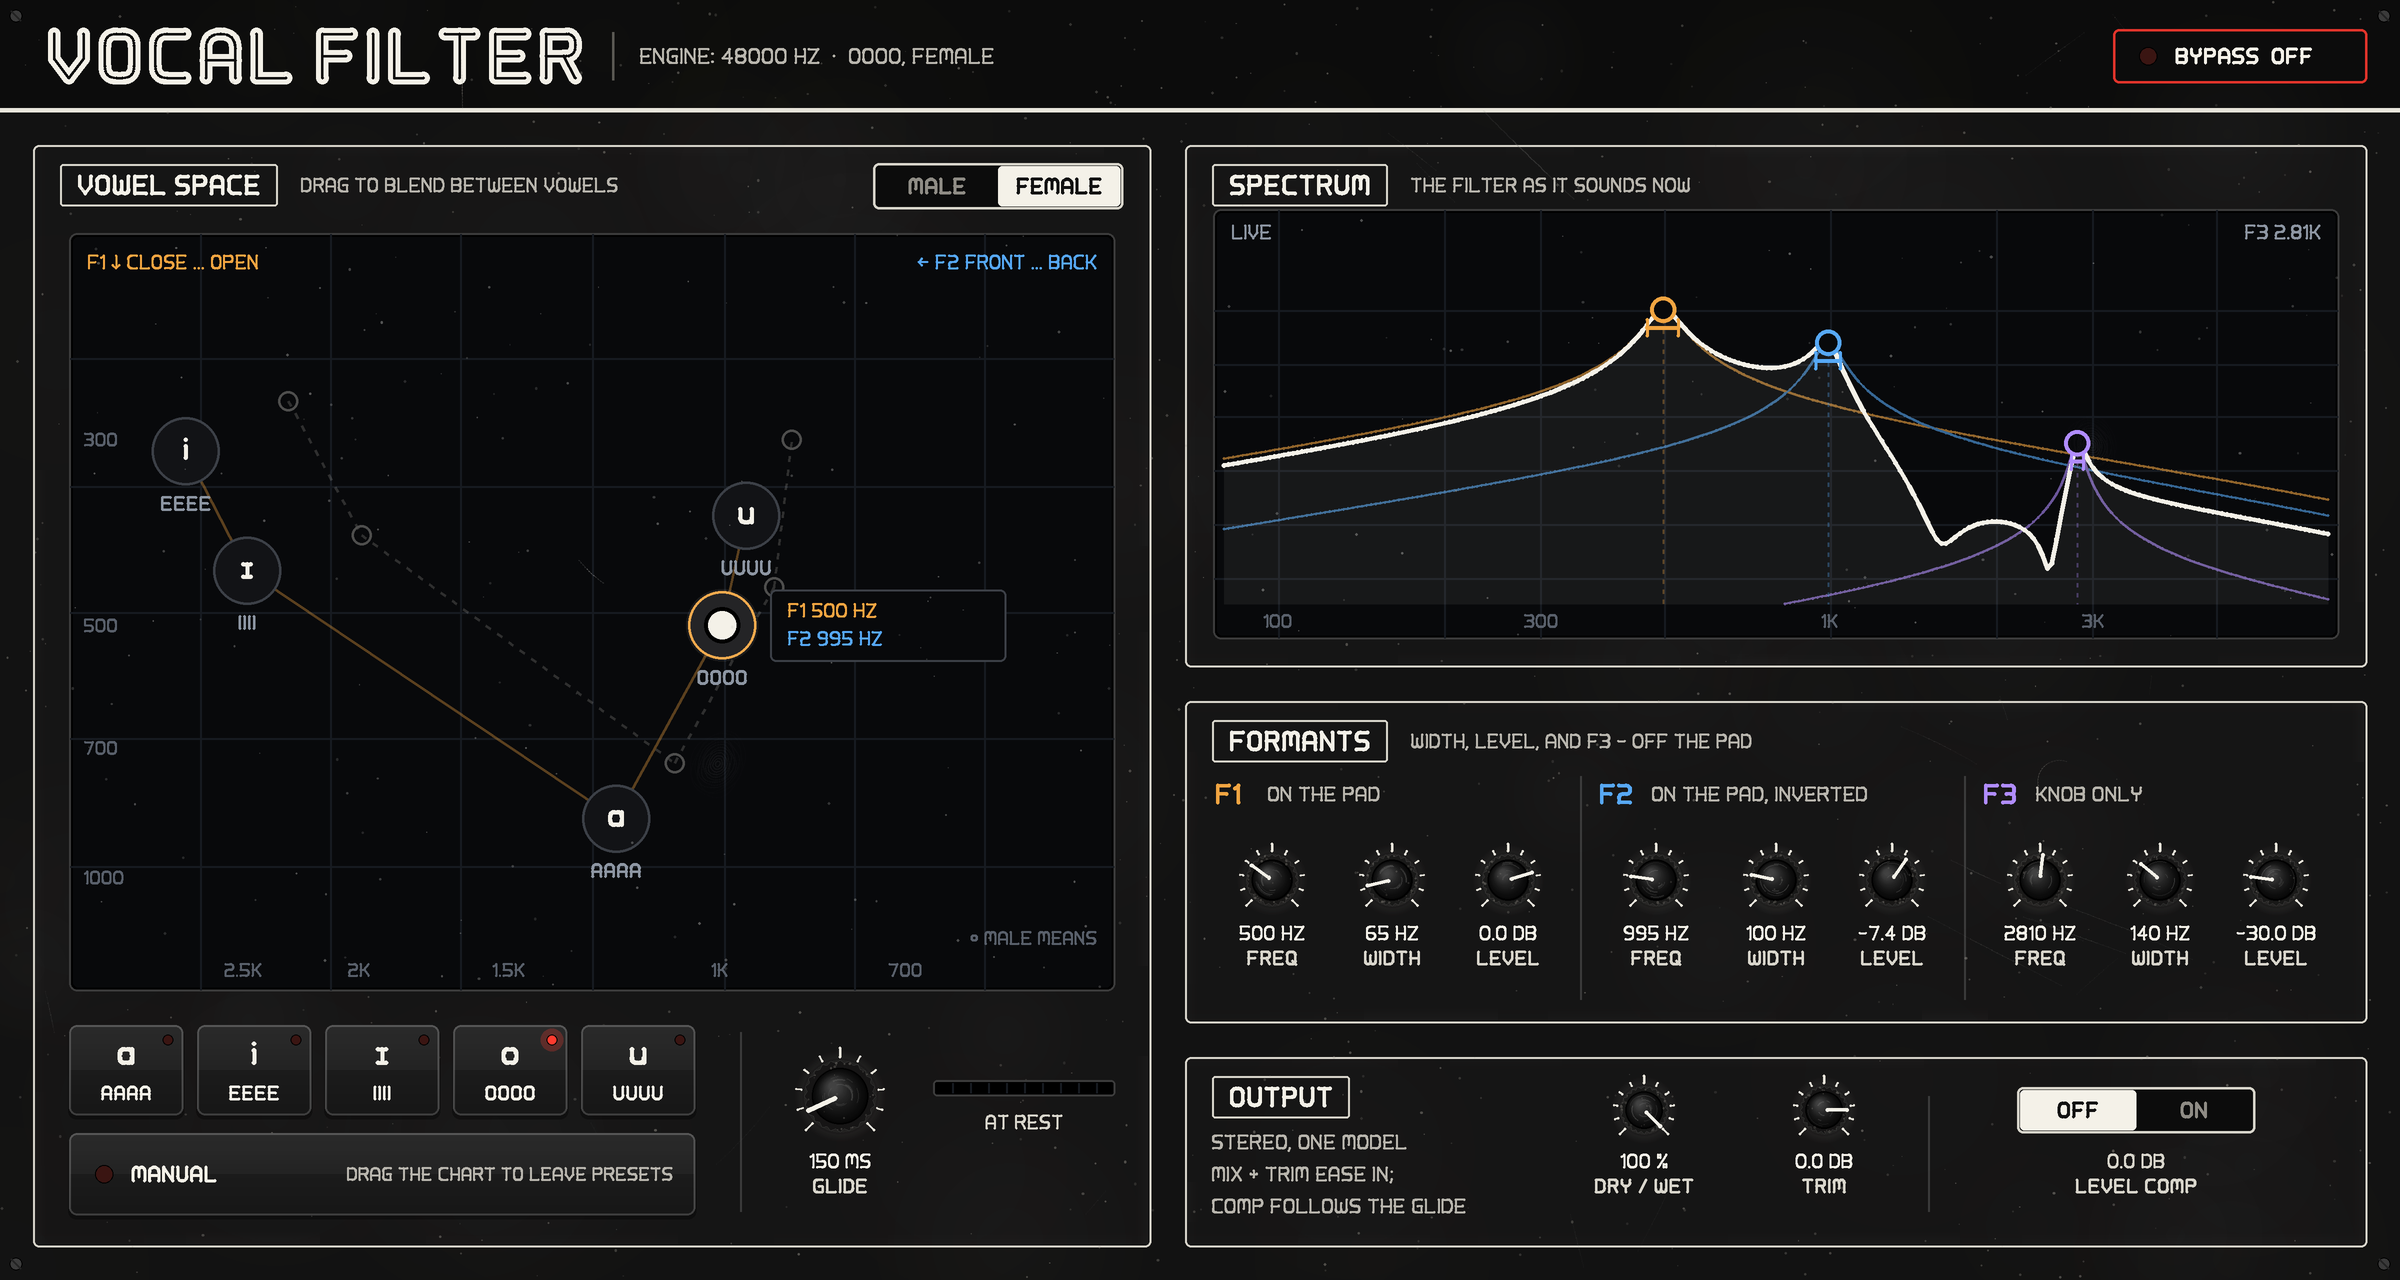 VOCAL FILTER
ENGINE: 48000 HZ · OOOO, FEMALE
BYPASS OFF
VOWEL SPACE
DRAG TO BLEND BETWEEN VOWELS
MALE
FEMALE
F1 ↓ CLOSE ... OPEN
← F2 FRONT ... BACK
300
500
700
1000
i
EEEE
ɪ
IIII
u
UUUU
OOOO
F1 500 HZ
F2 995 HZ
ɑ
AAAA
MALE MEANS
2.5K
2K
1.5K
1K
700
ɑ
AAAA
i
EEEE
ɪ
IIII
o
OOOO
u
UUUU
MANUAL
DRAG THE CHART TO LEAVE PRESETS
150 MS
GLIDE
AT REST
SPECTRUM
THE FILTER AS IT SOUNDS NOW
LIVE
F3 2.81K
100
300
1K
3K
FORMANTS
WIDTH, LEVEL, AND F3 – OFF THE PAD
F1
ON THE PAD
500 HZ
FREQ
65 HZ
WIDTH
0.0 DB
LEVEL
F2
ON THE PAD, INVERTED
995 HZ
FREQ
100 HZ
WIDTH
-7.4 DB
LEVEL
F3
KNOB ONLY
2810 HZ
FREQ
140 HZ
WIDTH
-30.0 DB
LEVEL
OUTPUT
STEREO, ONE MODEL
MIX + TRIM EASE IN;
COMP FOLLOWS THE GLIDE
100 %
DRY / WET
0.0 DB
TRIM
OFF
ON
0.0 DB
LEVEL COMP